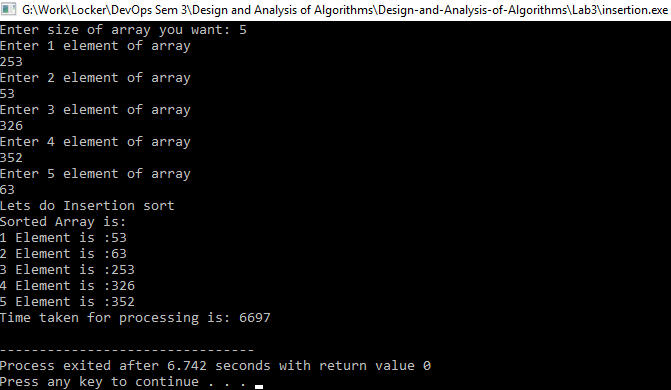 G:\Work\Locker\DevOps Sem 3\Design and Analysis of Algorithms\Design-and-Analysis-of-Algorithms\Lab3\insertion.exe
Enter size of array you want: 5
Enter 1 element of array
253
Enter 2 element of array
53
Enter 3 element of array
326
Enter 4 element of array
352
Enter 5 element of array
63
Lets do Insertion sort
Sorted Array is:
1 Element is :53
2 Element is :63
3 Element is :253
4 Element is :326
5 Element is :352
Time taken for processing is: 6697
--------------------------------
Process exited after 6.742 seconds with return value 0
Press any key to continue . . .